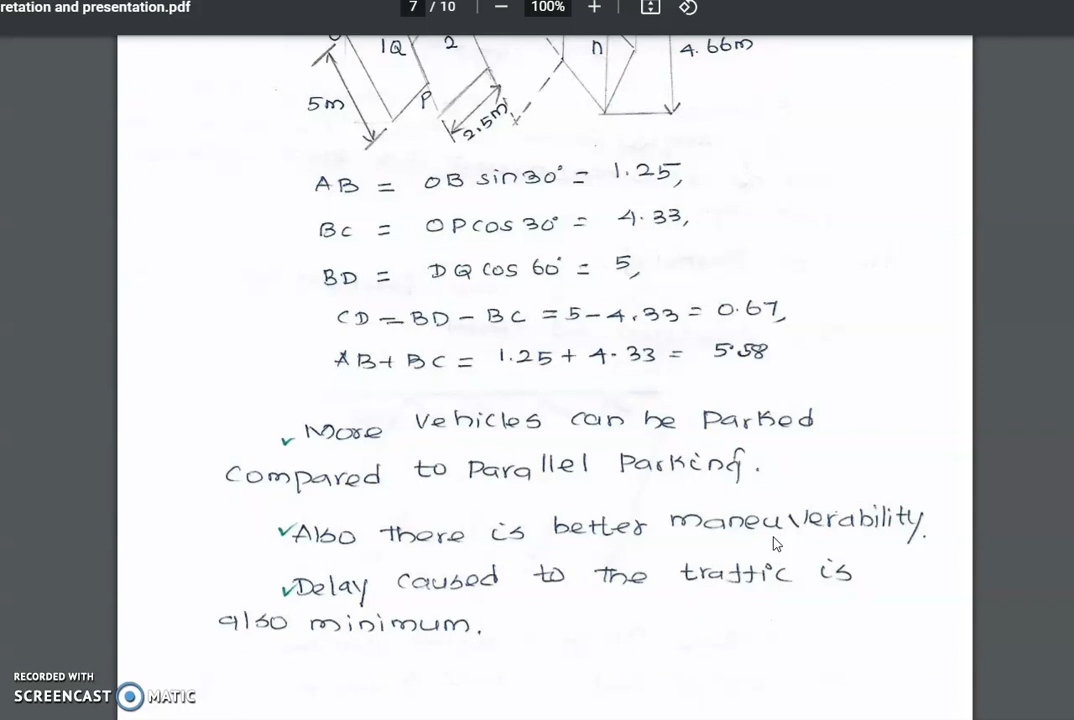 retation and presentation.pdf
7 / 10
100%
1Q 2 n 4.66m
5m P 2.5m
AB = OB sin30° = 1.25,
BC = OP cos 30° = 4.33,
BD = DQ cos 60° = 5,
CD = BD - BC = 5 - 4.33 = 0.67,
AB + BC = 1.25 + 4.33 = 5.58
✓ More vehicles can be parked
compared to parallel parking.
✓ Also there is better maneuverability.
✓ Delay caused to the traffic is
also minimum.
RECORDED WITH
SCREENCAST MATIC